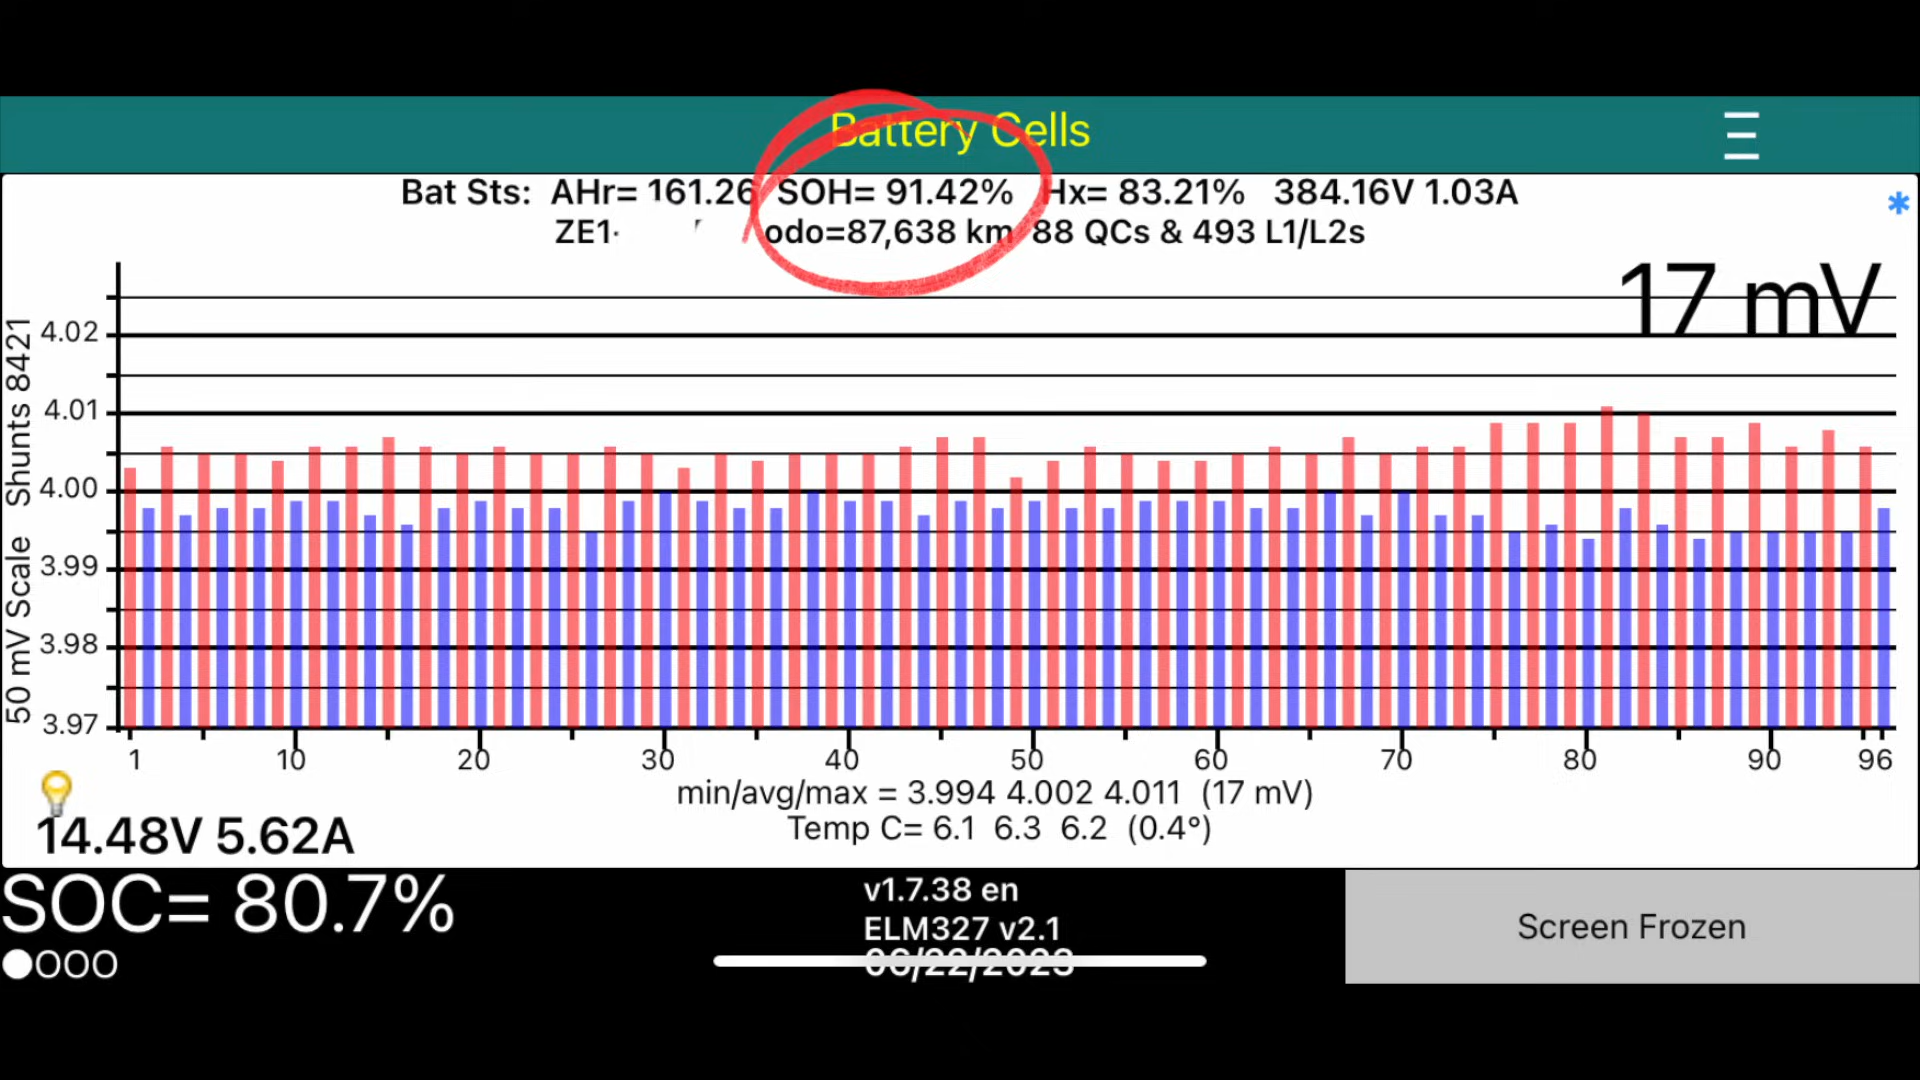 Battery Cells
Bat Sts: AHr= 161.26 SOH= 91.42% Hx= 83.21% 384.16V 1.03A
*
ZE1- odo=87,638 km 88 QCs & 493 L1/L2s
17 mV
50 mV Scale Shunts 8421
4.02
4.01
4.00
3.99
3.98
3.97
1 10 20 30 40 50 60 70 80 90 96
min/avg/max = 3.994 4.002 4.011 (17 mV)
Temp C= 6.1 6.3 6.2 (0.4°)
14.48V 5.62A
SOC= 80.7%
v1.7.38 en
ELM327 v2.1
06/22/2023
Screen Frozen